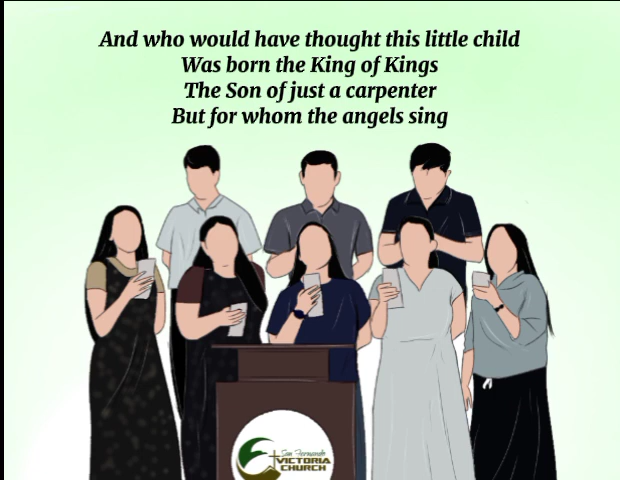 And who would have thought this little child
Was born the King of Kings
The Son of just a carpenter
But for whom the angels sing
San Fernando
VICTORIA
CHURCH